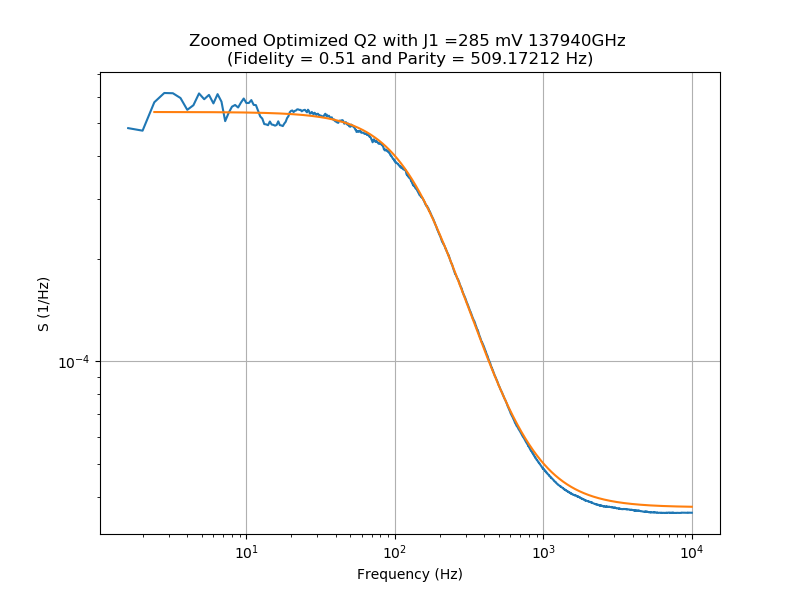 Zoomed Optimized Q2 with J1 =285 mV 137940GHz
(Fidelity = 0.51 and Parity = 509.17212 Hz)
S (1/Hz)
10⁻⁴
10¹
10²
10³
10⁴
Frequency (Hz)